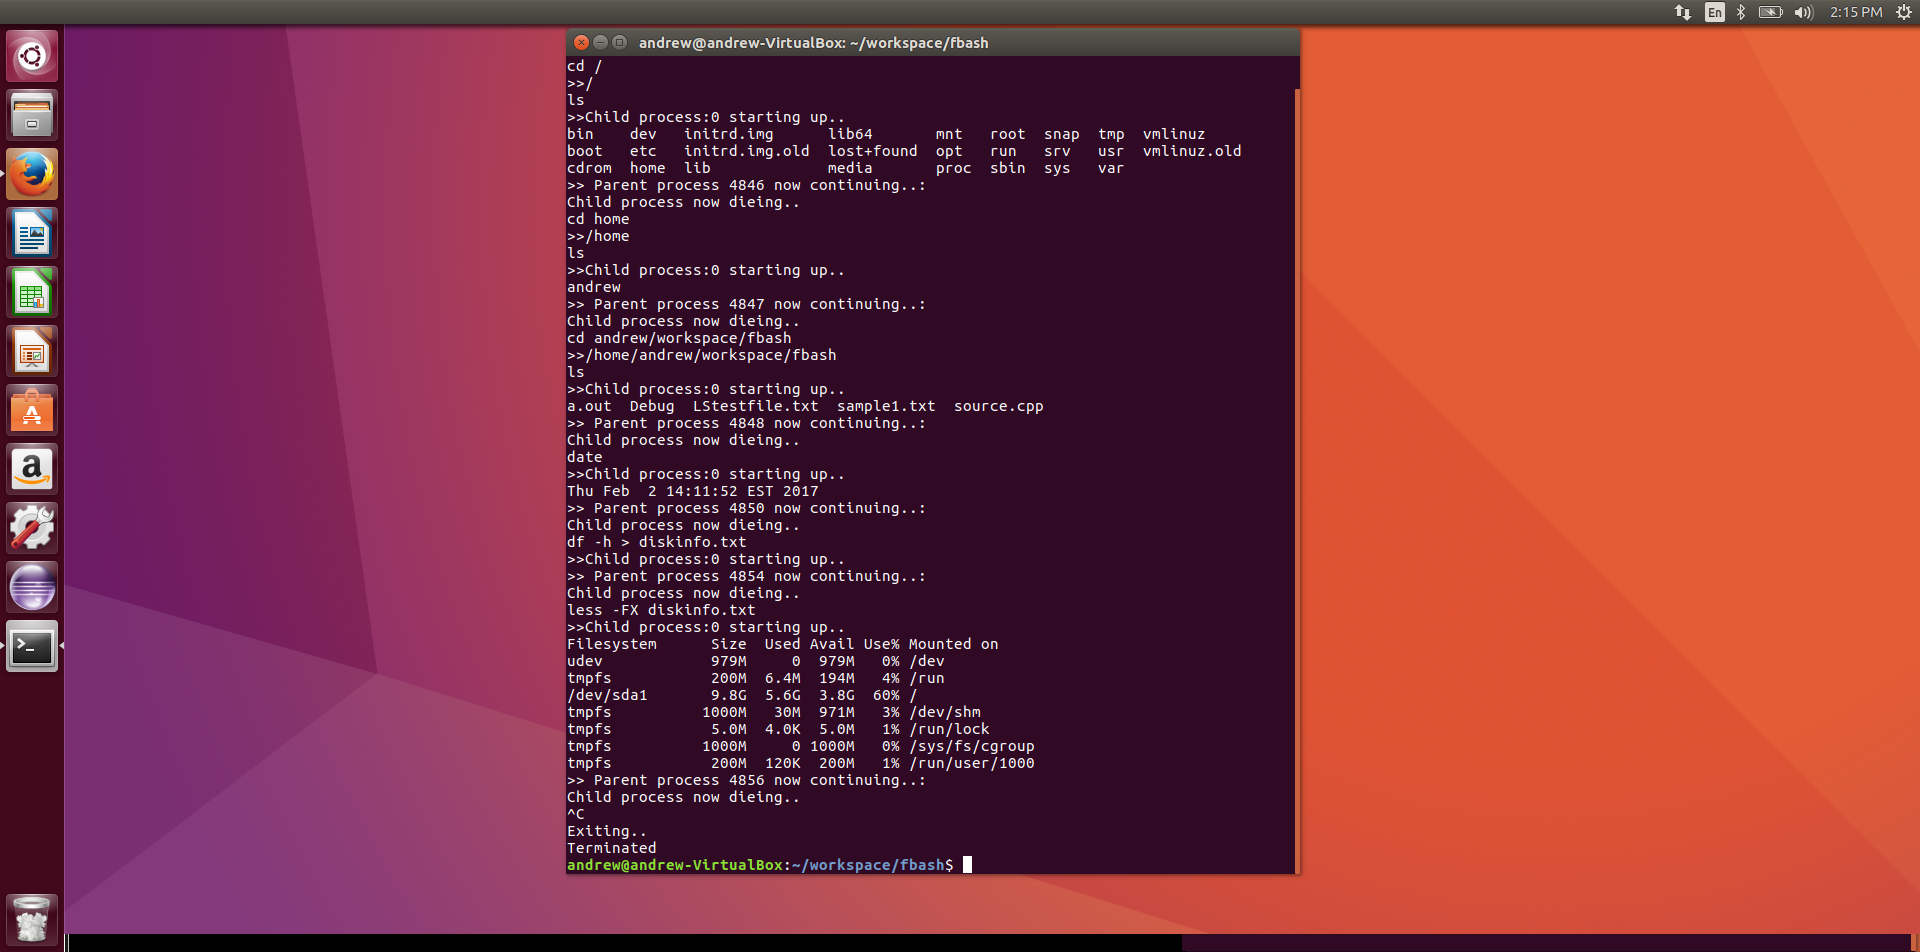 En 2:15 PM
andrew@andrew-VirtualBox: ~/workspace/fbash
cd /
>>/
ls
>>Child process:0 starting up..
bin    dev   initrd.img      lib64       mnt   root  snap  tmp  vmlinuz
boot   etc   initrd.img.old  lost+found  opt   run   srv   usr  vmlinuz.old
cdrom  home  lib             media       proc  sbin  sys   var
>> Parent process 4846 now continuing..:
Child process now dieing..
cd home
>>/home
ls
>>Child process:0 starting up..
andrew
>> Parent process 4847 now continuing..:
Child process now dieing..
cd andrew/workspace/fbash
>>/home/andrew/workspace/fbash
ls
>>Child process:0 starting up..
a.out  Debug  LStestfile.txt  sample1.txt  source.cpp
>> Parent process 4848 now continuing..:
Child process now dieing..
date
>>Child process:0 starting up..
Thu Feb  2 14:11:52 EST 2017
>> Parent process 4850 now continuing..:
Child process now dieing..
df -h > diskinfo.txt
>>Child process:0 starting up..
>> Parent process 4854 now continuing..:
Child process now dieing..
less -FX diskinfo.txt
>>Child process:0 starting up..
Filesystem      Size  Used Avail Use% Mounted on
udev            979M     0  979M   0% /dev
tmpfs           200M  6.4M  194M   4% /run
/dev/sda1       9.8G  5.6G  3.8G  60% /
tmpfs          1000M   30M  971M   3% /dev/shm
tmpfs           5.0M  4.0K  5.0M   1% /run/lock
tmpfs          1000M     0 1000M   0% /sys/fs/cgroup
tmpfs           200M  120K  200M   1% /run/user/1000
>> Parent process 4856 now continuing..:
Child process now dieing..
^C
Exiting..
Terminated
andrew@andrew-VirtualBox:~/workspace/fbash$